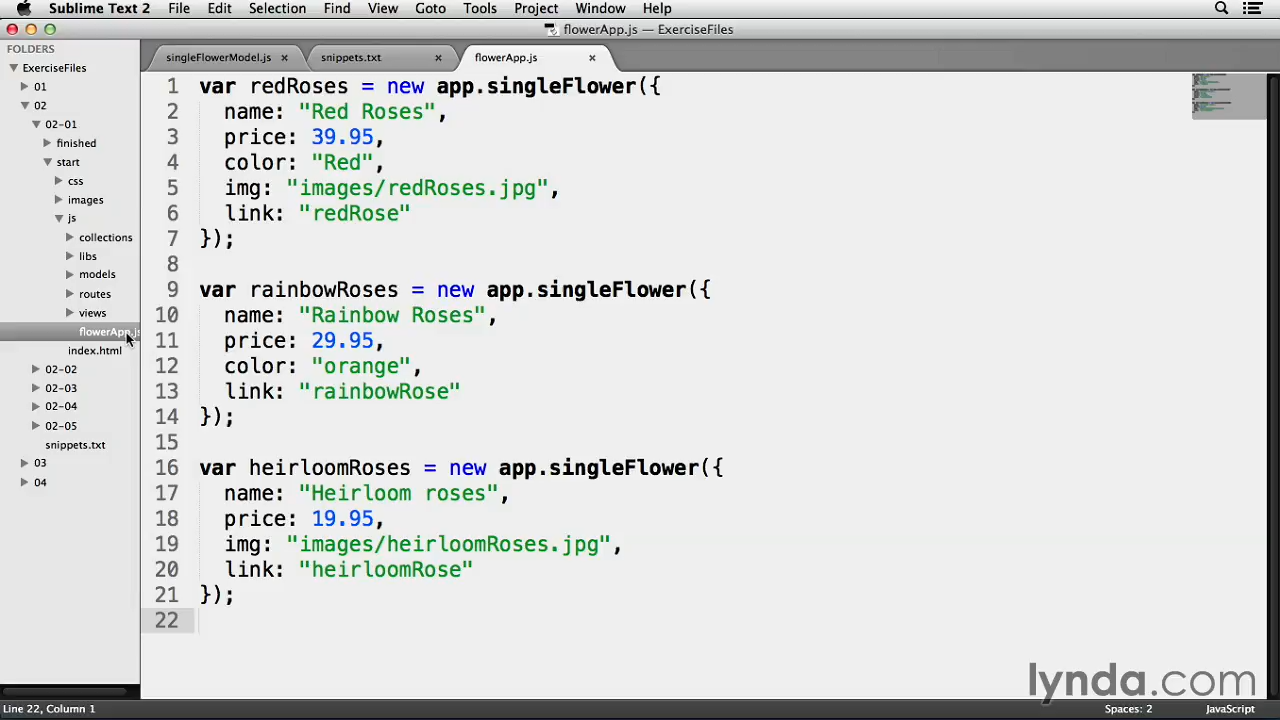 Sublime Text 2 File Edit Selection Find View Goto Tools Project Window Help
flowerApp.js — ExerciseFiles
FOLDERS
ExerciseFiles
01
02
02-01
finished
start
css
images
js
collections
libs
models
routes
views
flowerApp.js
index.html
02-02
02-03
02-04
02-05
snippets.txt
03
04
singleFlowerModel.js × snippets.txt × flowerApp.js ×
1 var redRoses = new app.singleFlower({
2 name: "Red Roses",
3 price: 39.95,
4 color: "Red",
5 img: "images/redRoses.jpg",
6 link: "redRose"
7 });
8
9 var rainbowRoses = new app.singleFlower({
10 name: "Rainbow Roses",
11 price: 29.95,
12 color: "orange",
13 link: "rainbowRose"
14 });
15
16 var heirloomRoses = new app.singleFlower({
17 name: "Heirloom roses",
18 price: 19.95,
19 img: "images/heirloomRoses.jpg",
20 link: "heirloomRose"
21 });
22
lynda.com
Line 22, Column 1 Spaces: 2 JavaScript